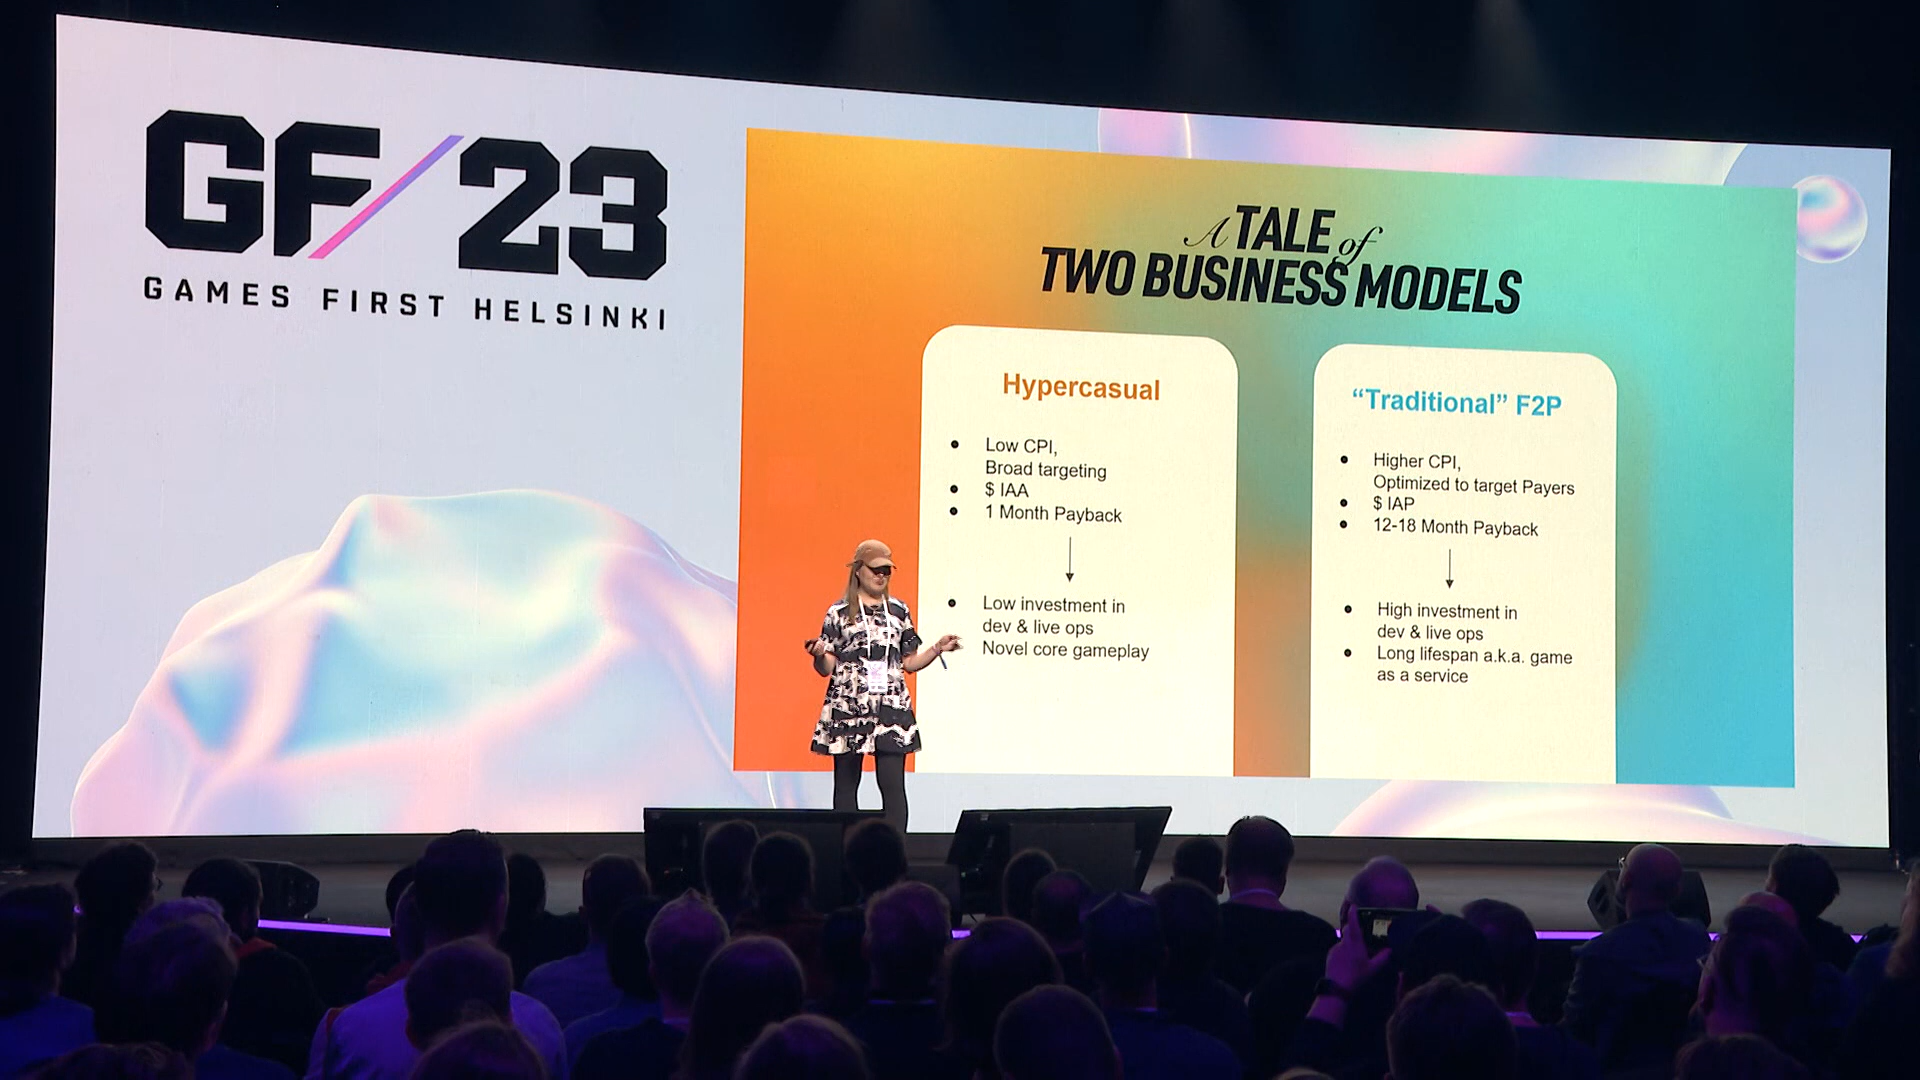 GF/23
GAMES FIRST HELSINKI
A TALE of
TWO BUSINESS MODELS
Hypercasual
• Low CPI,
Broad targeting
• $ IAA
• 1 Month Payback
• Low investment in
dev & live ops
Novel core gameplay
“Traditional” F2P
• Higher CPI,
Optimized to target Payers
• $ IAP
• 12-18 Month Payback
• High investment in
dev & live ops
• Long lifespan a.k.a. game
as a service